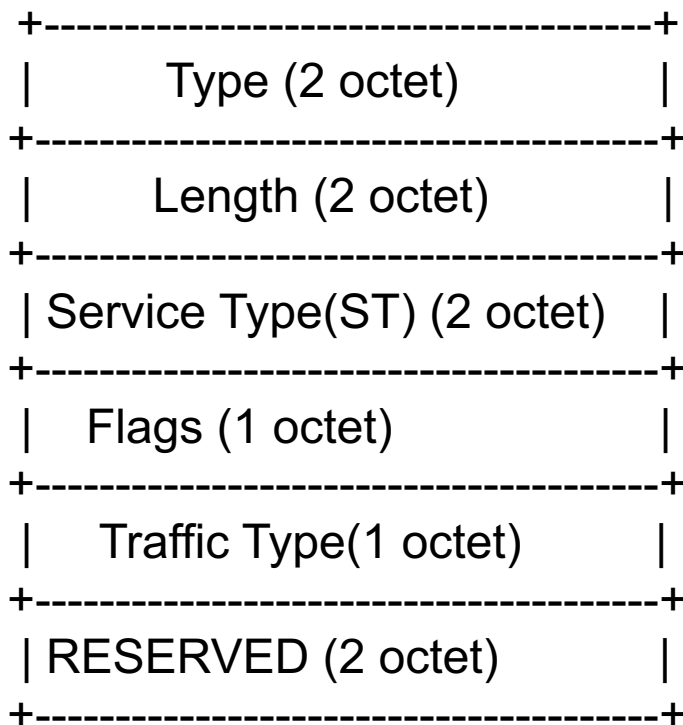 +--------------------------------------+
| Type (2 octet) |
+---------------------------------------+
| Length (2 octet) |
+---------------------------------------+
| Service Type(ST) (2 octet) |
+---------------------------------------+
| Flags (1 octet) |
+---------------------------------------+
| Traffic Type(1 octet) |
+---------------------------------------+
| RESERVED (2 octet) |
+---------------------------------------+